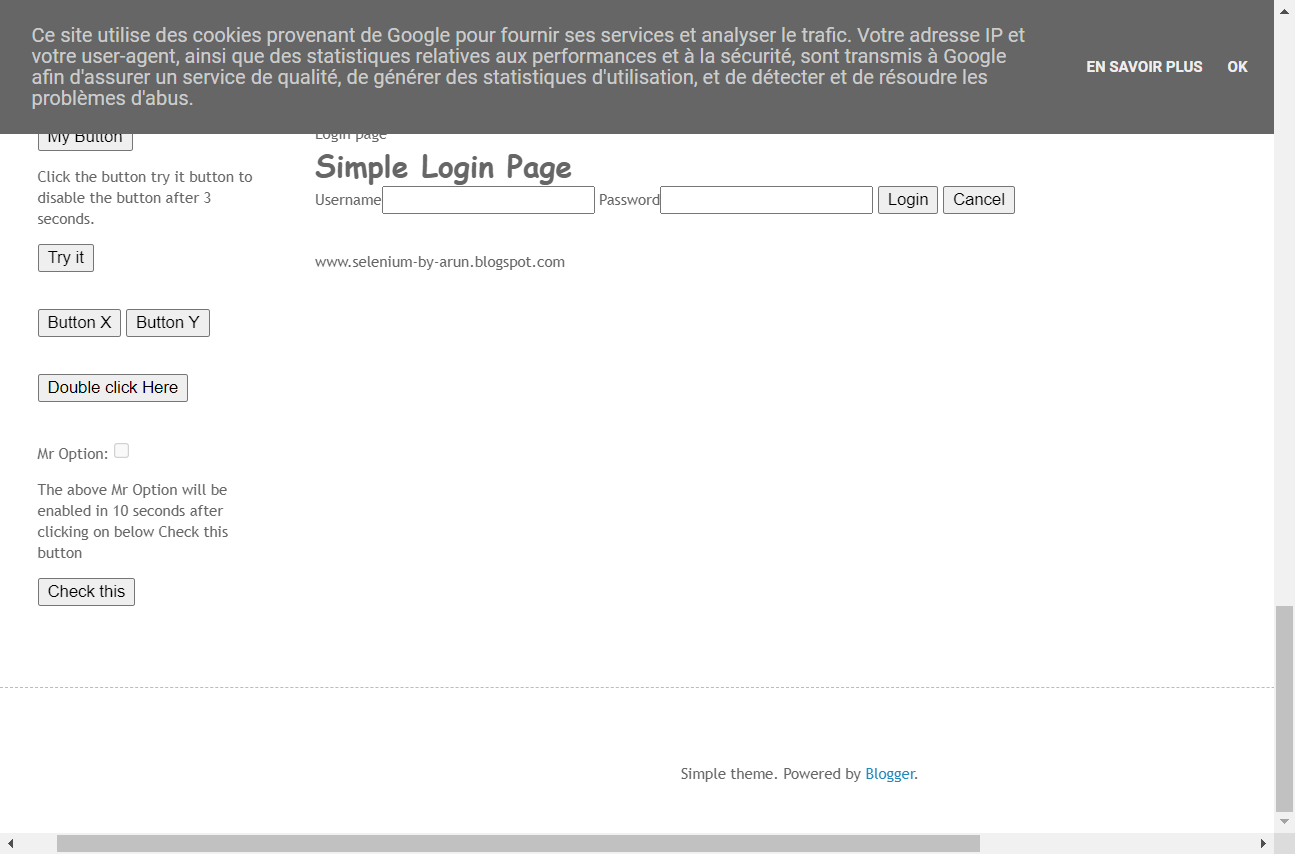 Ce site utilise des cookies provenant de Google pour fournir ses services et analyser le trafic. Votre adresse IP et
votre user-agent, ainsi que des statistiques relatives aux performances et à la sécurité, sont transmis à Google
afin d'assurer un service de qualité, de générer des statistiques d'utilisation, et de détecter et de résoudre les
problèmes d'abus.
EN SAVOIR PLUS OK
My Button
Click the button try it button to
disable the button after 3
seconds.
Try it
Button X Button Y
Double click Here
Mr Option:
The above Mr Option will be
enabled in 10 seconds after
clicking on below Check this
button
Check this
Login page
Simple Login Page
Username Password Login Cancel
www.selenium-by-arun.blogspot.com
Simple theme. Powered by Blogger.